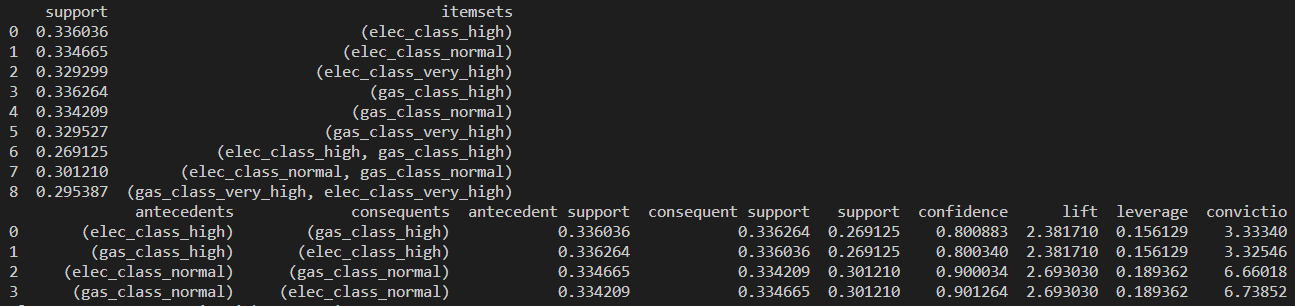 support itemsets
0 0.336036 (elec_class_high)
1 0.334665 (elec_class_normal)
2 0.329299 (elec_class_very_high)
3 0.336264 (gas_class_high)
4 0.334209 (gas_class_normal)
5 0.329527 (gas_class_very_high)
6 0.269125 (elec_class_high, gas_class_high)
7 0.301210 (elec_class_normal, gas_class_normal)
8 0.295387 (gas_class_very_high, elec_class_very_high)
antecedents consequents antecedent support consequent support support confidence lift leverage convictio
0 (elec_class_high) (gas_class_high) 0.336036 0.336264 0.269125 0.800883 2.381710 0.156129 3.33340
1 (gas_class_high) (elec_class_high) 0.336264 0.336036 0.269125 0.800340 2.381710 0.156129 3.32546
2 (elec_class_normal) (gas_class_normal) 0.334665 0.334209 0.301210 0.900034 2.693030 0.189362 6.66018
3 (gas_class_normal) (elec_class_normal) 0.334209 0.334665 0.301210 0.901264 2.693030 0.189362 6.73852